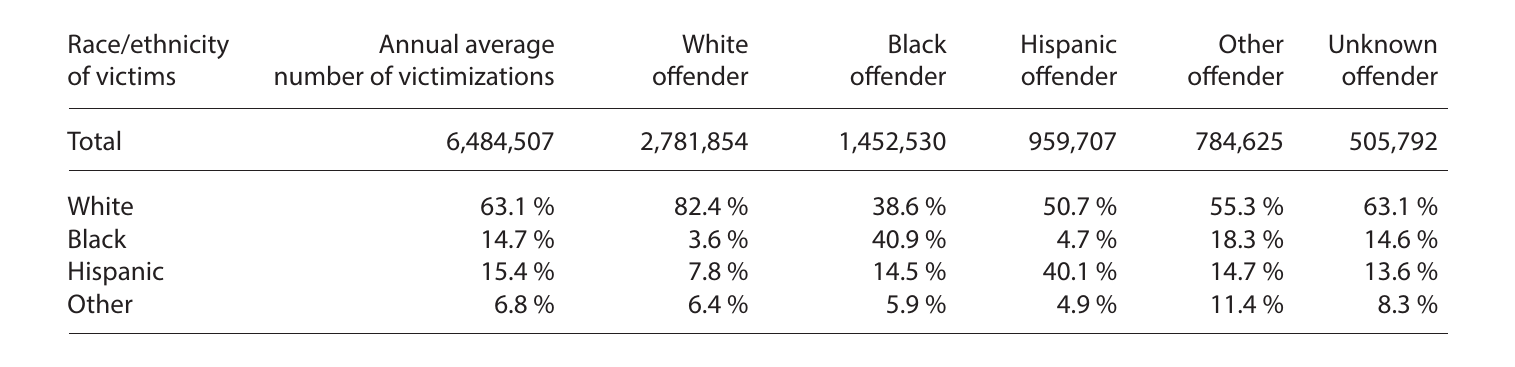 Race/ethnicity Annual average White Black Hispanic Other Unknown
of victims number of victimizations offender offender offender offender offender
Total 6,484,507 2,781,854 1,452,530 959,707 784,625 505,792
White 63.1 % 82.4 % 38.6 % 50.7 % 55.3 % 63.1 %
Black 14.7 % 3.6 % 40.9 % 4.7 % 18.3 % 14.6 %
Hispanic 15.4 % 7.8 % 14.5 % 40.1 % 14.7 % 13.6 %
Other 6.8 % 6.4 % 5.9 % 4.9 % 11.4 % 8.3 %